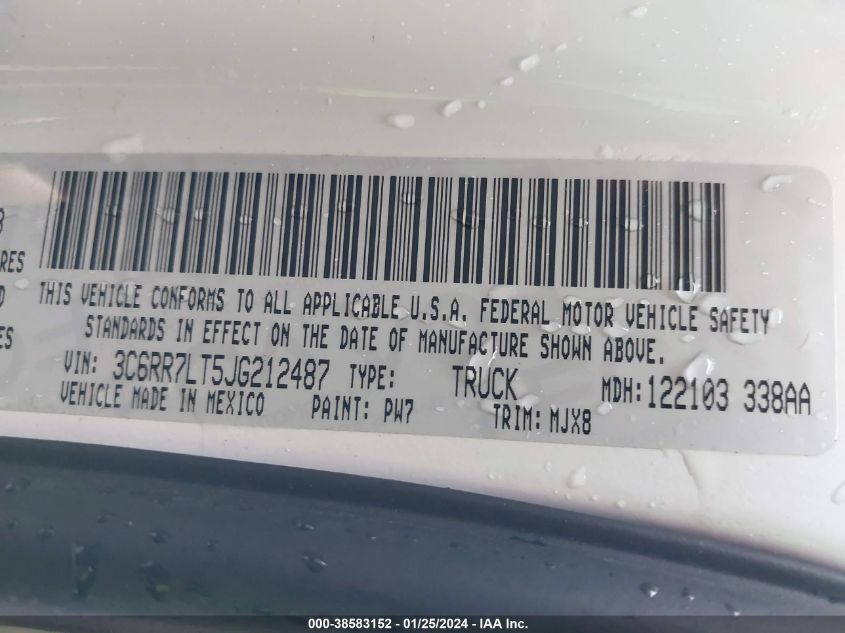 RES
THIS VEHICLE CONFORMS TO ALL APPLICABLE U.S.A. FEDERAL MOTOR VEHICLE SAFETY
STANDARDS IN EFFECT ON THE DATE OF MANUFACTURE SHOWN ABOVE.
VIN: 3C6RR7LT5JG212487 TYPE: TRUCK MDH:122103 338AA
VEHICLE MADE IN MEXICO PAINT: PW7 TRIM: MJX8
000-38583152 - 01/25/2024 - IAA Inc.